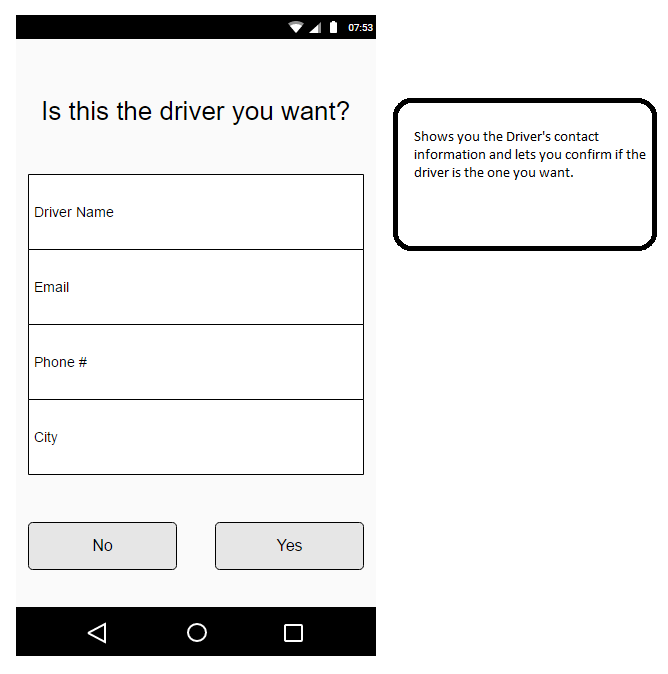 07:53
Is this the driver you want?
Shows you the Driver's contact
information and lets you confirm if the
driver is the one you want.
Driver Name
Email
Phone #
City
No
Yes